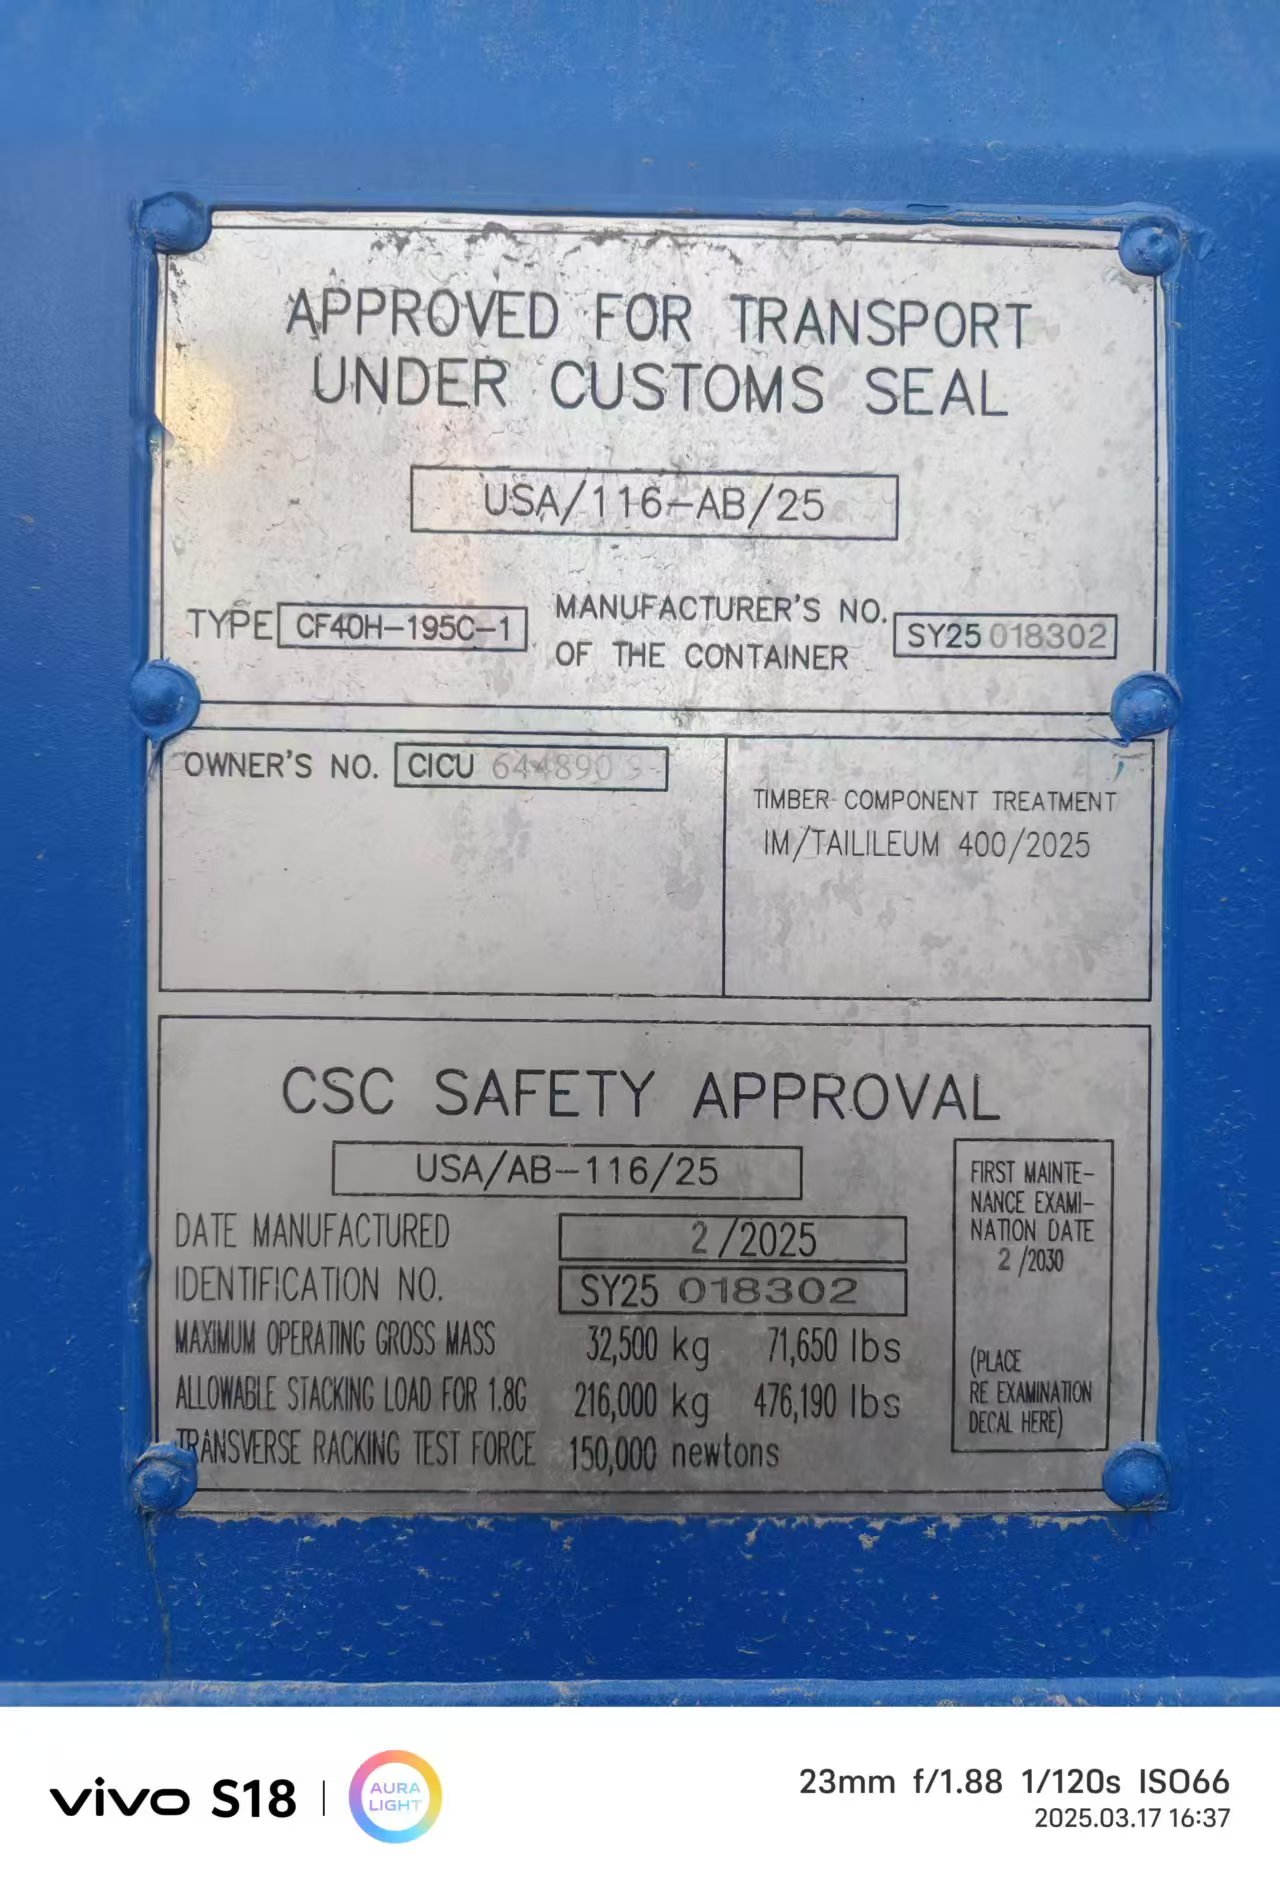 APPROVED FOR TRANSPORT
UNDER CUSTOMS SEAL
USA/116-AB/25
TYPE CF40H-195C-1
MANUFACTURER'S NO.
OF THE CONTAINER
SY25 018302
OWNER'S NO. CICU 644890 9
TIMBER COMPONENT TREATMENT
IM/TAILILEUM 400/2025
CSC SAFETY APPROVAL
USA/AB-116/25
DATE MANUFACTURED 2/2025
IDENTIFICATION NO. SY25 018302
MAXIMUM OPERATING GROSS MASS 32,500 kg 71,650 lbs
ALLOWABLE STACKING LOAD FOR 1.8G 216,000 kg 476,190 lbs
TRANSVERSE RACKING TEST FORCE 150,000 newtons
FIRST MAINTE-
NANCE EXAMI-
NATION DATE
2/2030
(PLACE
RE EXAMINATION
DECAL HERE)
vivo S18
AURA
LIGHT
23mm f/1.88 1/120s ISO66
2025.03.17 16:37